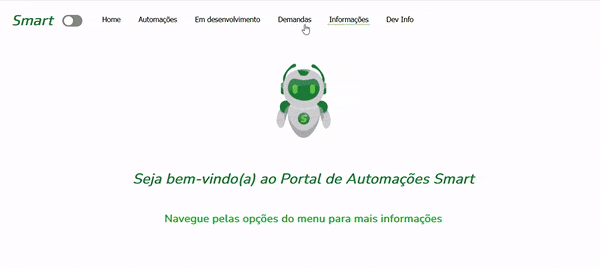 Smart Home Automações Em desenvolvimento Demandas Informações Dev Info
S
Seja bem-vindo(a) ao Portal de Automações Smart
Navegue pelas opções do menu para mais informações